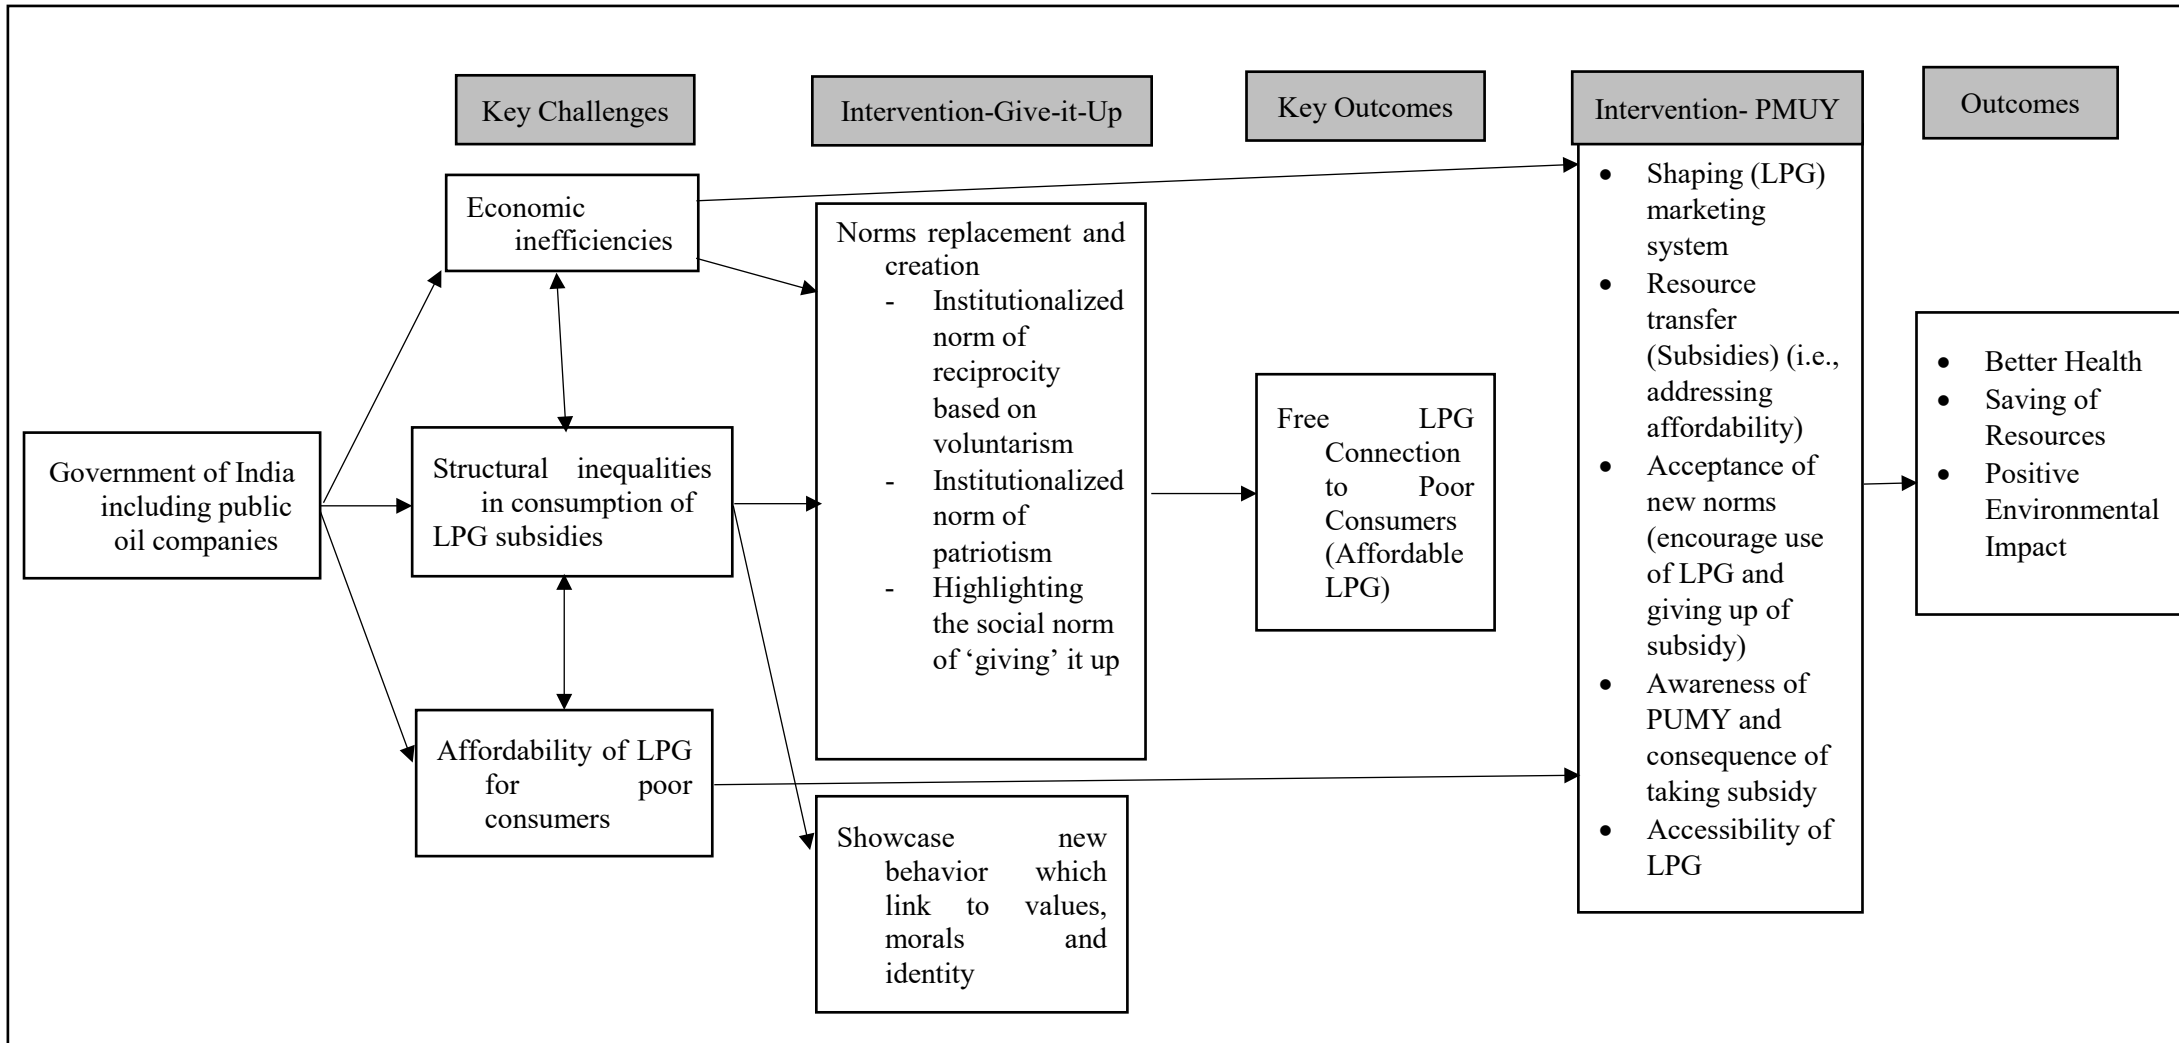 Key Challenges
Intervention-Give-it-Up
Key Outcomes
Intervention- PMUY
Outcomes
Government of India
including public
oil companies
Economic
inefficiencies
Structural inequalities
in consumption of
LPG subsidies
Affordability of LPG
for poor
consumers
Norms replacement and
creation
- Institutionalized
norm of
reciprocity
based on
voluntarism
- Institutionalized
norm of
patriotism
- Highlighting
the social norm
of ‘giving’ it up
Showcase new
behavior which
link to values,
morals and
identity
Free LPG
Connection
to Poor
Consumers
(Affordable
LPG)
• Shaping (LPG)
marketing
system
• Resource
transfer
(Subsidies) (i.e.,
addressing
affordability)
• Acceptance of
new norms
(encourage use
of LPG and
giving up of
subsidy)
• Awareness of
PUMY and
consequence of
taking subsidy
• Accessibility of
LPG
• Better Health
• Saving of
Resources
• Positive
Environmental
Impact